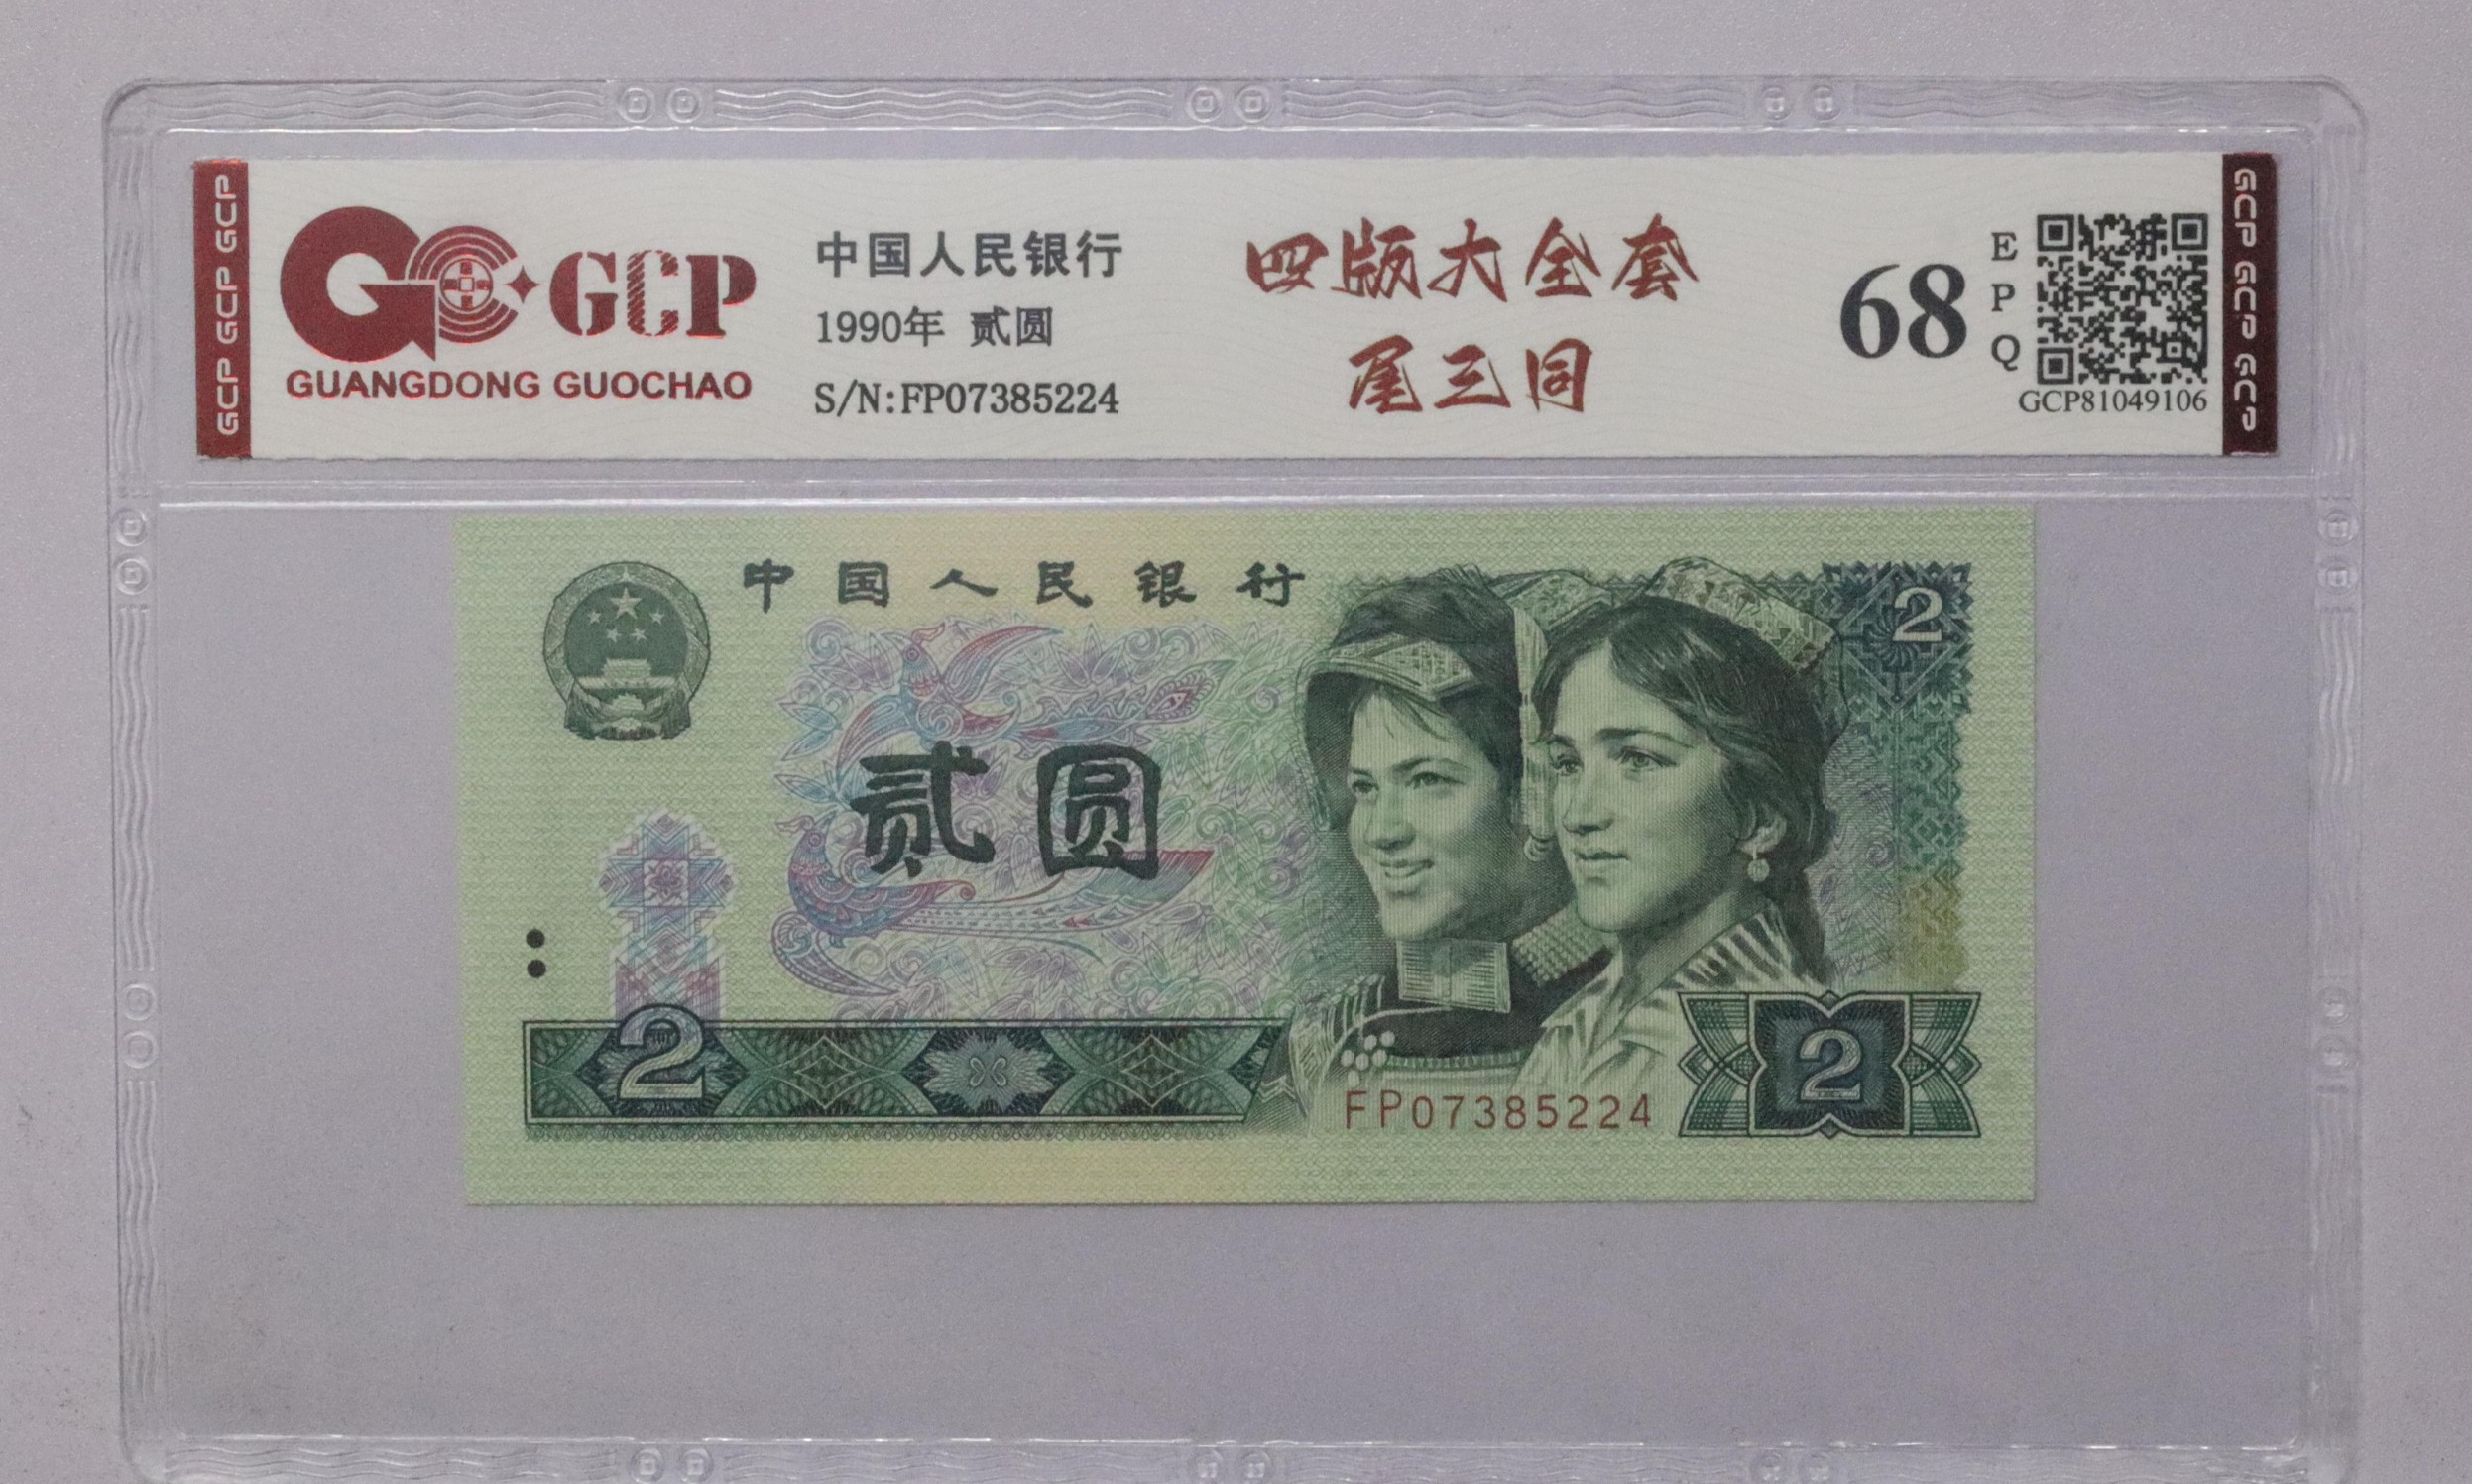 GCP GCP GCP
GCP
GUANGDONG GUOCHAO
中国人民银行
1990年 贰圆
S/N:FP07385224
四版大全套
尾三同
68
EPQ
GCP81049106
GCP GCP GCP
中国人民银行
2
贰圆
2
2
FP07385224